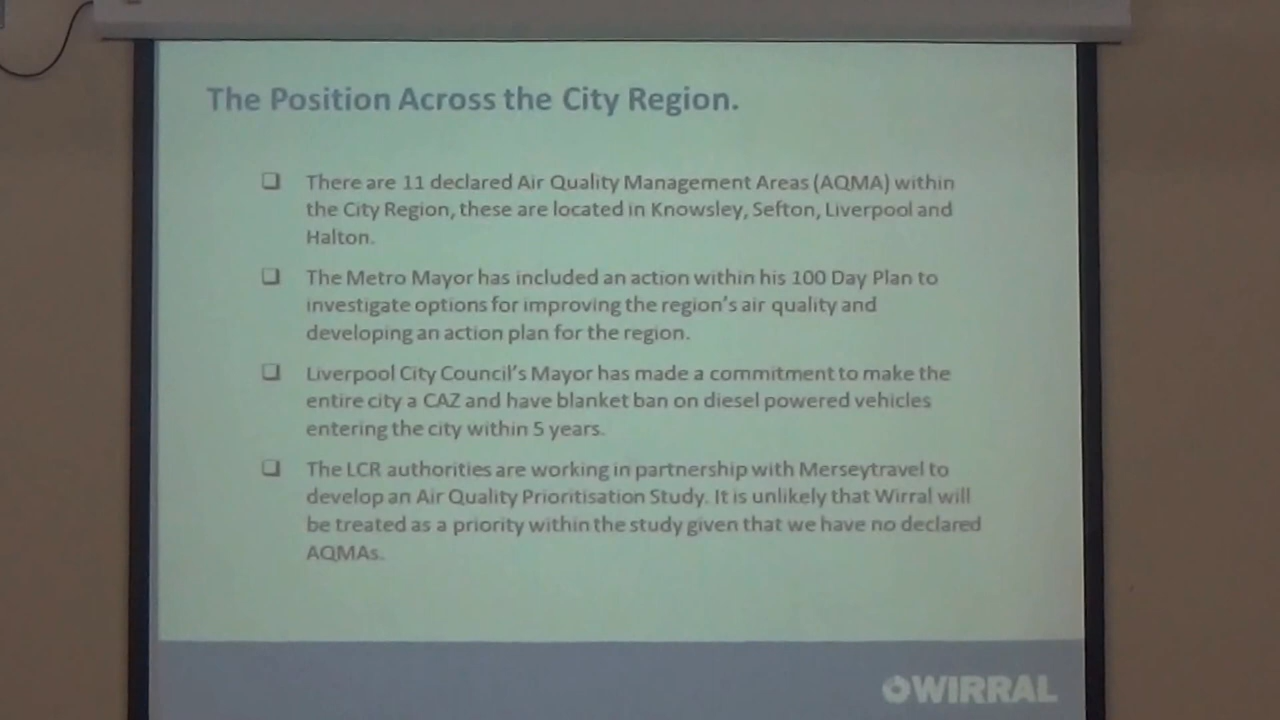 The Position Across the City Region.
❑ There are 11 declared Air Quality Management Areas (AQMA) within
the City Region, these are located in Knowsley, Sefton, Liverpool and
Halton.
❑ The Metro Mayor has included an action within his 100 Day Plan to
investigate options for improving the region's air quality and
developing an action plan for the region.
❑ Liverpool City Council's Mayor has made a commitment to make the
entire city a CAZ and have blanket ban on diesel powered vehicles
entering the city within 5 years.
❑ The LCR authorities are working in partnership with Merseytravel to
develop an Air Quality Prioritisation Study. It is unlikely that Wirral will
be treated as a priority within the study given that we have no declared
AQMAs.
WIRRAL